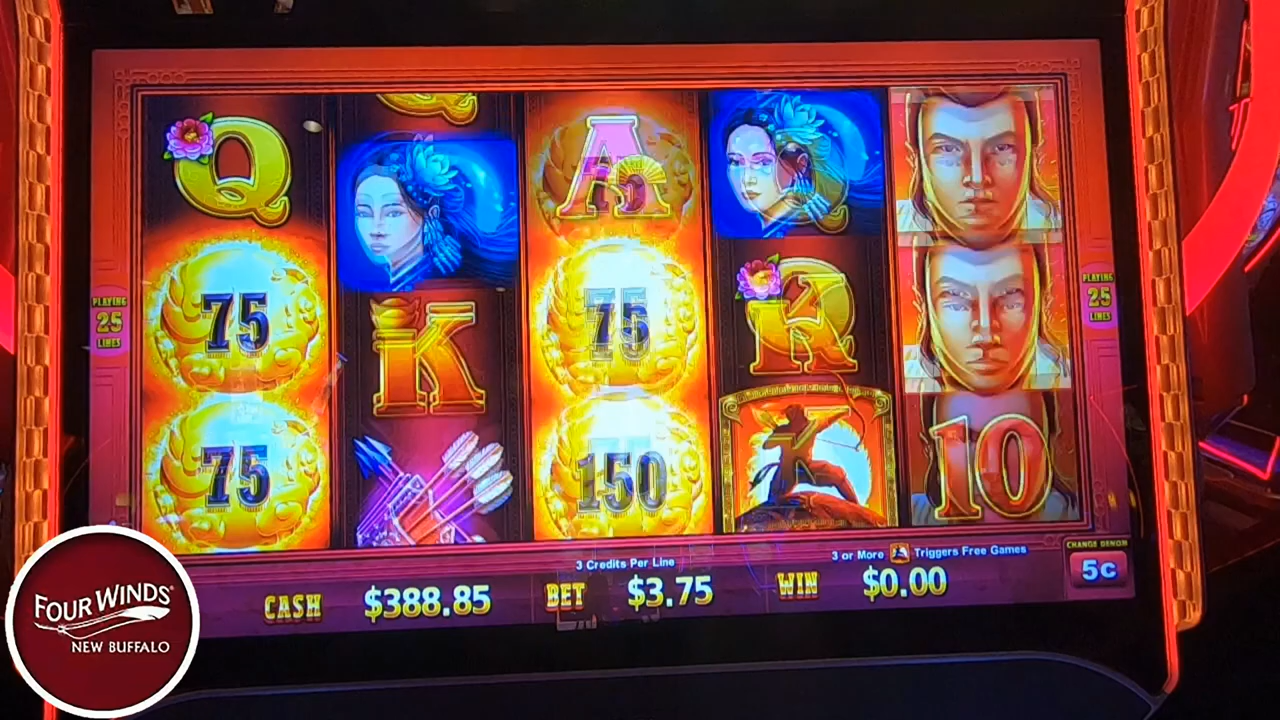 Q
A
PLAYING
25
LINES
75
K
75
K
PLAYING
25
LINES
75
150
K
10
3 Credits Per Line
3 or More Triggers Free Games
CHANGE DENOM
5¢
CASH $388.85 BET $3.75 WIN $0.00
FOUR WINDS®
NEW BUFFALO